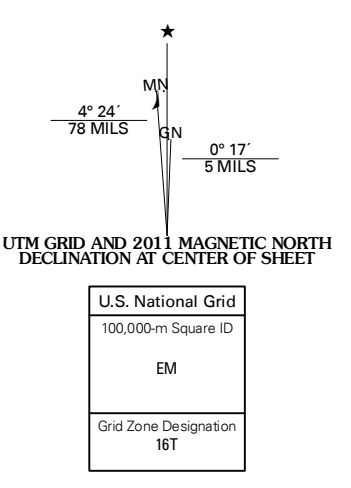 ★
MN
4° 24´
78 MILS
GN
0° 17´
5 MILS
UTM GRID AND 2011 MAGNETIC NORTH
DECLINATION AT CENTER OF SHEET
U.S. National Grid
100,000-m Square ID
EM
Grid Zone Designation
16T